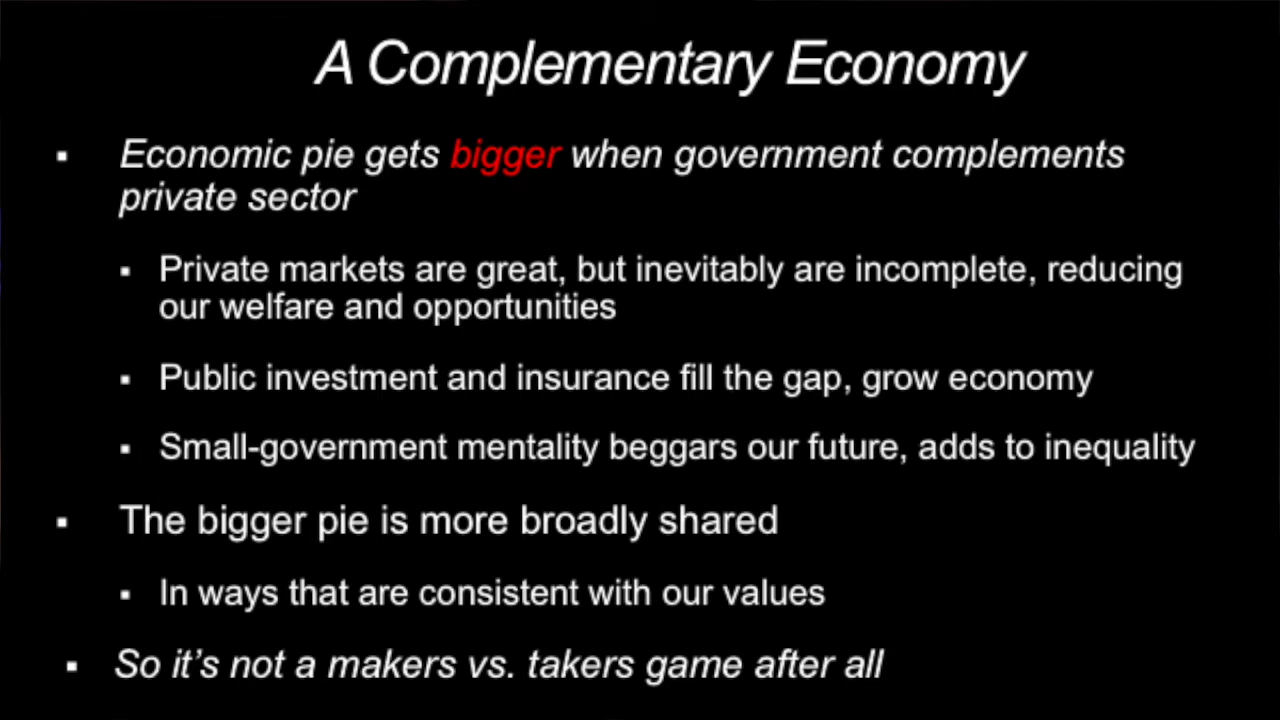 A Complementary Economy
▪ Economic pie gets bigger when government complements
private sector
▪ Private markets are great, but inevitably are incomplete, reducing
our welfare and opportunities
▪ Public investment and insurance fill the gap, grow economy
▪ Small-government mentality beggars our future, adds to inequality
▪ The bigger pie is more broadly shared
▪ In ways that are consistent with our values
▪ So it’s not a makers vs. takers game after all